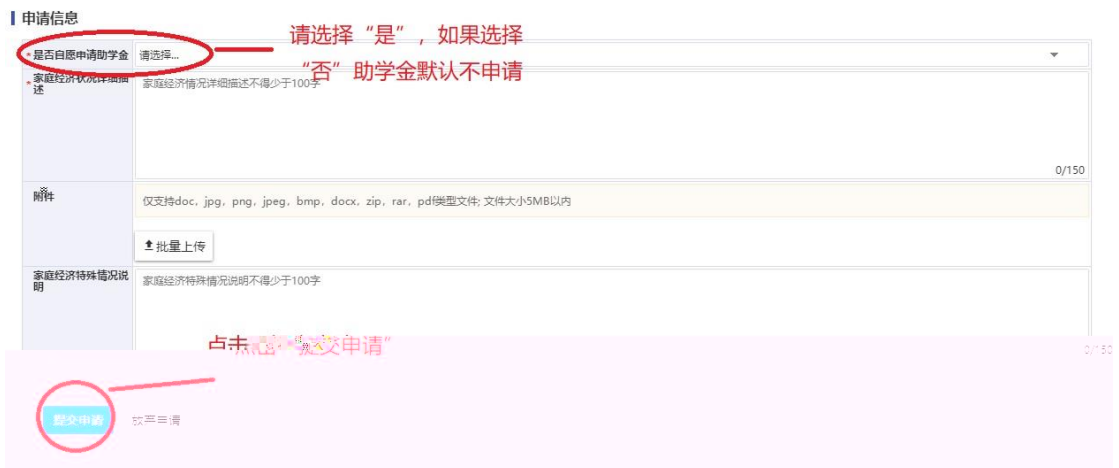 申请信息
请选择“是”，如果选择
*是否自愿申请助学金 请选择...
“否”助学金默认不申请
*家庭经济状况详细描述
家庭经济情况详细描述不得少于100字
0/150
附件
仅支持doc, jpg, png, jpeg, bmp, docx, zip, rar, pdf类型文件; 文件大小5MB以内
批量上传
家庭经济特殊情况说明
家庭经济特殊情况说明不得少于100字
点击 提交申请”
0/150
提交申请